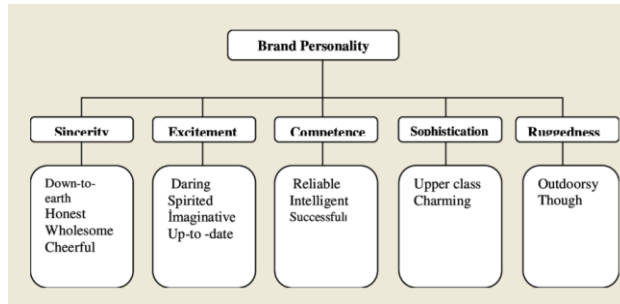 Brand Personality
Sincerity
Excitement
Competence
Sophistication
Ruggedness
Down-to-
earth
Honest
Wholesome
Cheerful
Daring
Spirited
İmaginative
Up-to -date
Reliable
Intelligent
Successfulı
Upper class
Charming
Outdoorsy
Though